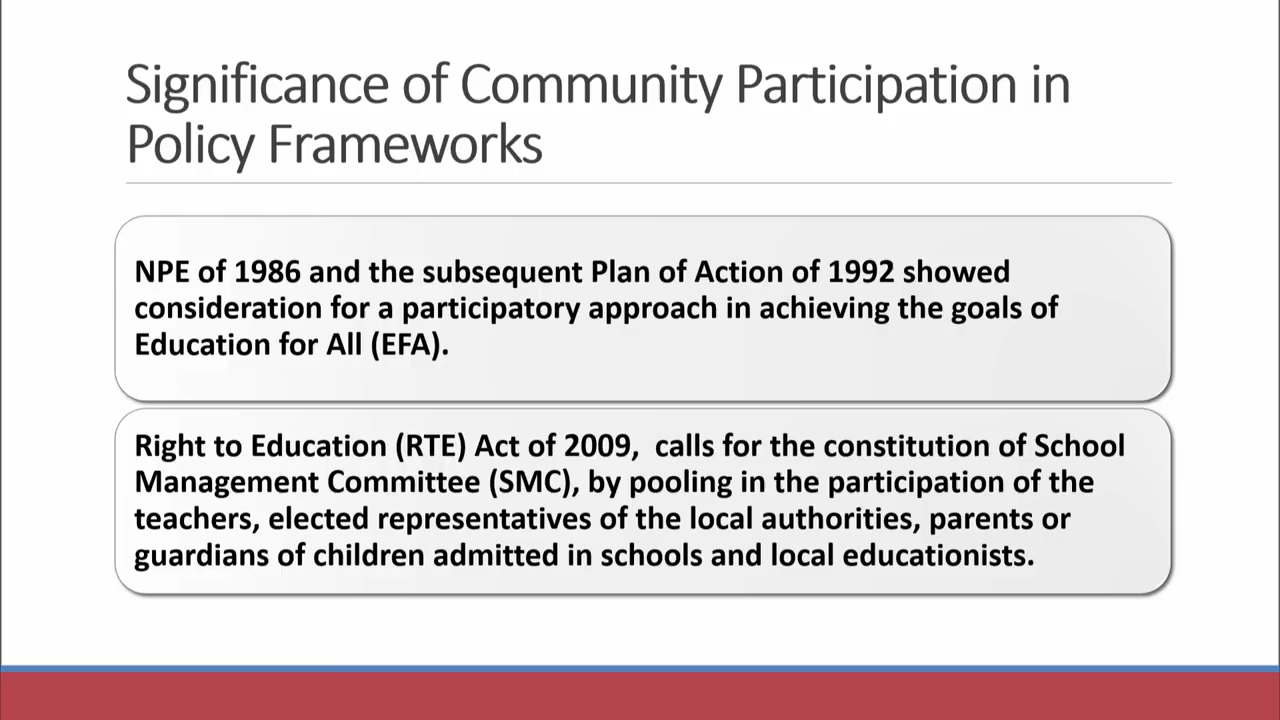 Significance of Community Participation in
Policy Frameworks
NPE of 1986 and the subsequent Plan of Action of 1992 showed
consideration for a participatory approach in achieving the goals of
Education for All (EFA).
Right to Education (RTE) Act of 2009,  calls for the constitution of School
Management Committee (SMC), by pooling in the participation of the
teachers, elected representatives of the local authorities, parents or
guardians of children admitted in schools and local educationists.